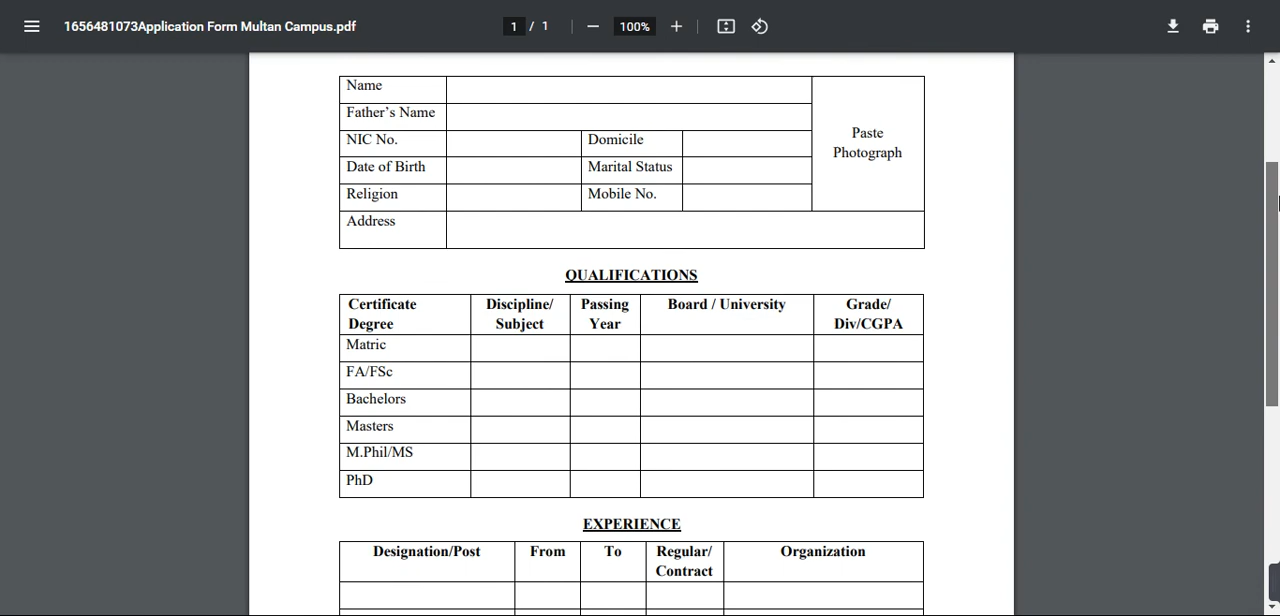 1656481073Application Form Multan Campus.pdf
1 / 1
100%
Name
Father's Name
NIC No. Domicile
Paste
Photograph
Date of Birth Marital Status
Religion Mobile No.
Address
QUALIFICATIONS
Certificate Discipline/ Passing Board / University Grade/
Degree Subject Year Div/CGPA
Matric
FA/FSc
Bachelors
Masters
M.Phil/MS
PhD
EXPERIENCE
Designation/Post From To Regular/ Organization
Contract